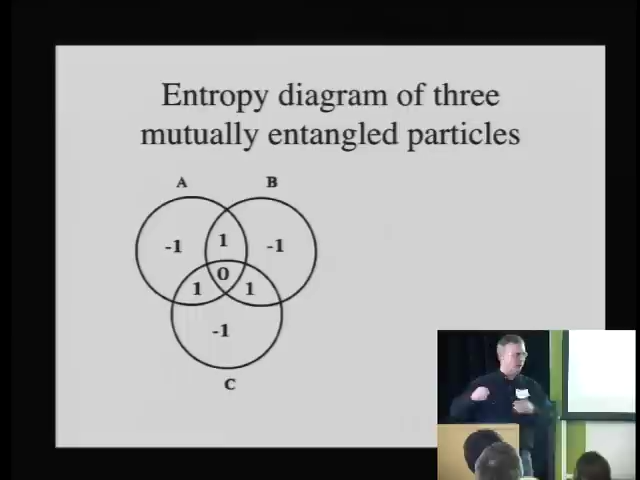 Entropy diagram of three
mutually entangled particles
A B
-1 1 -1
0
1 1
-1
C